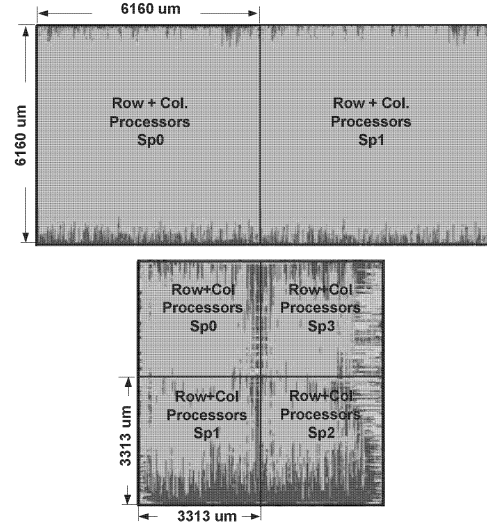 6160 um
6160 um
Row + Col.
Processors
Sp0
Row + Col.
Processors
Sp1
Row+Col
Processors
Sp0
Row+Col
Processors
Sp3
3313 um
Row+Col
Processors
Sp1
Row+Col
Processors
Sp2
3313 um